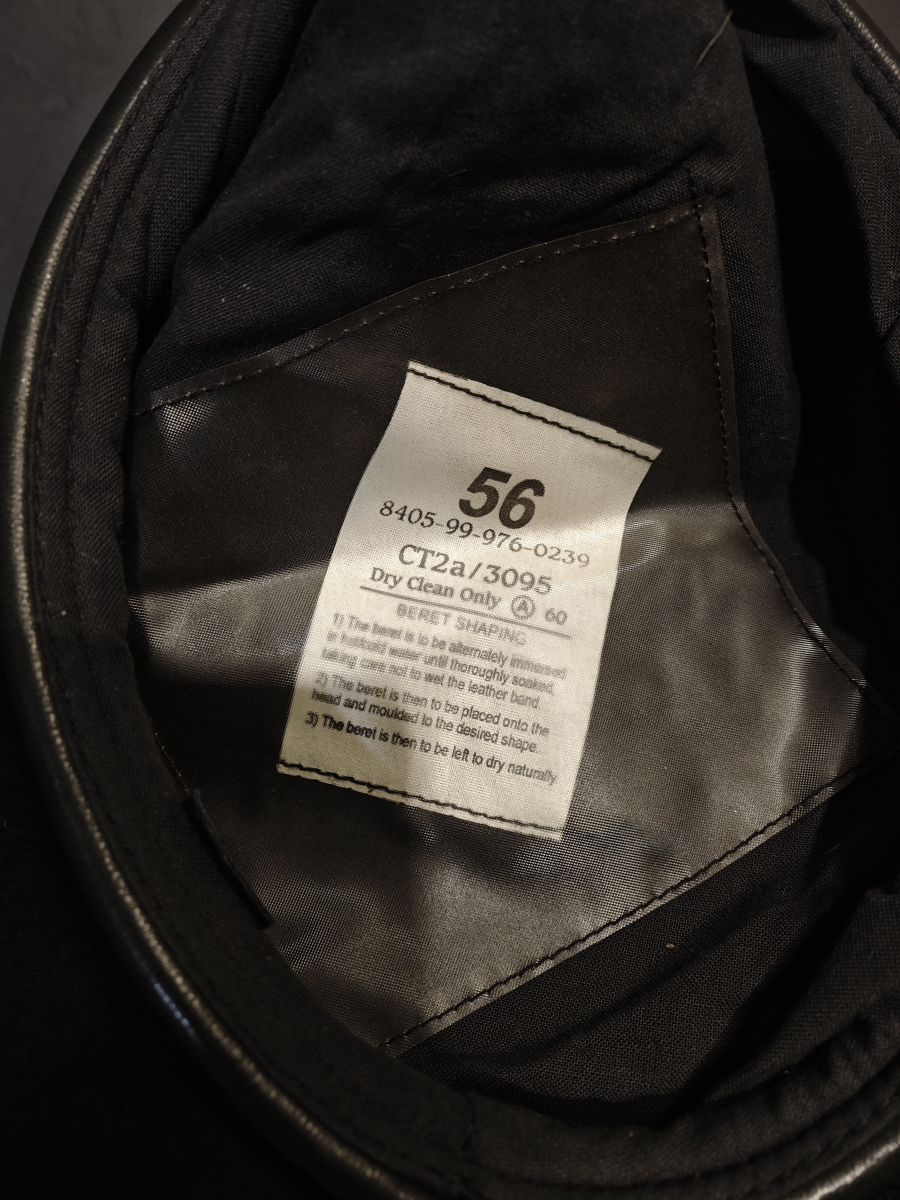 56
8405-99-976-0239
CT2a/3095
Dry Clean Only Ⓐ 60
BERET SHAPING
1) The beret is to be alternately immersed
in hot/cold water until thoroughly soaked,
taking care not to wet the leather band.
2) The beret is then to be placed onto the
head and moulded to the desired shape.
3) The beret is then to be left to dry naturally